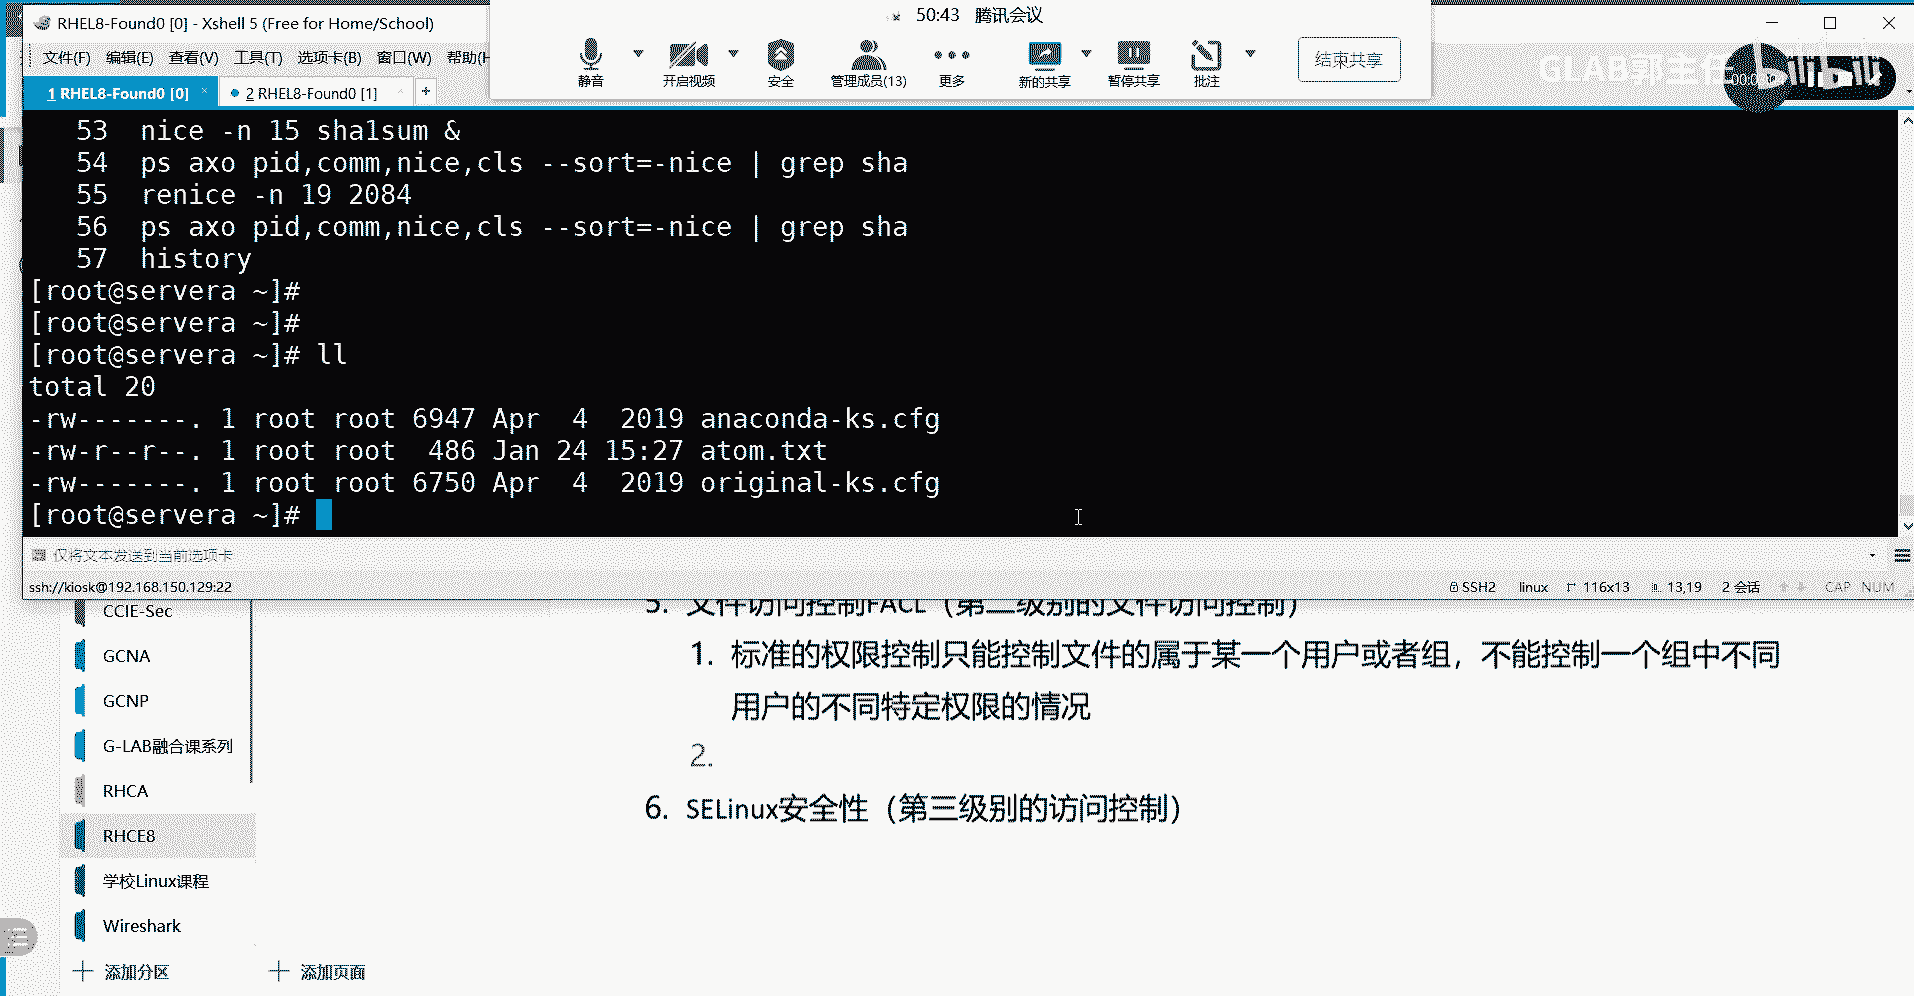 RHEL8-Found0 [0] - Xshell 5 (Free for Home/School)
50:43 腾讯会议
文件(F) 编辑(E) 查看(V) 工具(T) 选项卡(B) 窗口(W) 帮助(H
静音 开启视频 安全 管理成员(13) 更多 新的共享 暂停共享 批注 结束共享
GLAB郭主任 bilibili
1 RHEL8-Found0 [0] × 2 RHEL8-Found0 [1] +
53 nice -n 15 sha1sum &
54 ps axo pid,comm,nice,cls --sort=-nice | grep sha
55 renice -n 19 2084
56 ps axo pid,comm,nice,cls --sort=-nice | grep sha
57 history
[root@servera ~]#
[root@servera ~]#
[root@servera ~]# ll
total 20
-rw-------. 1 root root 6947 Apr 4 2019 anaconda-ks.cfg
-rw-r--r--. 1 root root 486 Jan 24 15:27 atom.txt
-rw-------. 1 root root 6750 Apr 4 2019 original-ks.cfg
[root@servera ~]#
仅将文本发送到当前选项卡
ssh://kiosk@192.168.150.129:22 SSH2 linux 116x13 13,19 2 会话 CAP NUM
5. 文件访问控制FACL（第二级别的文件访问控制）
1. 标准的权限控制只能控制文件的属于某一个用户或者组，不能控制一个组中不同
用户的不同特定权限的情况
2.
6. SELinux安全性（第三级别的访问控制）
CCIE-Sec
GCNA
GCNP
G-LAB融合课系列
RHCA
RHCE8
学校Linux课程
Wireshark
添加分区 添加页面